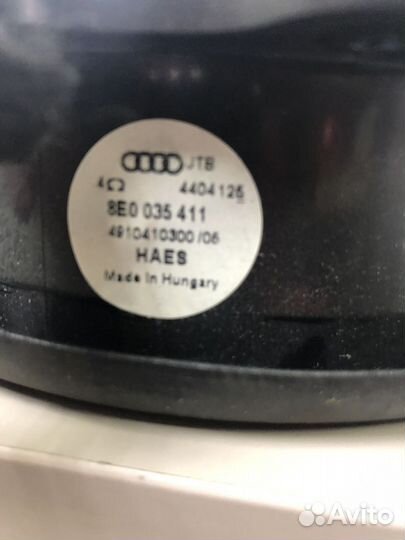 JTB
4Ω 4404125
8E0 035 411
4910410300/06
HAES
Made In Hungary
Avito